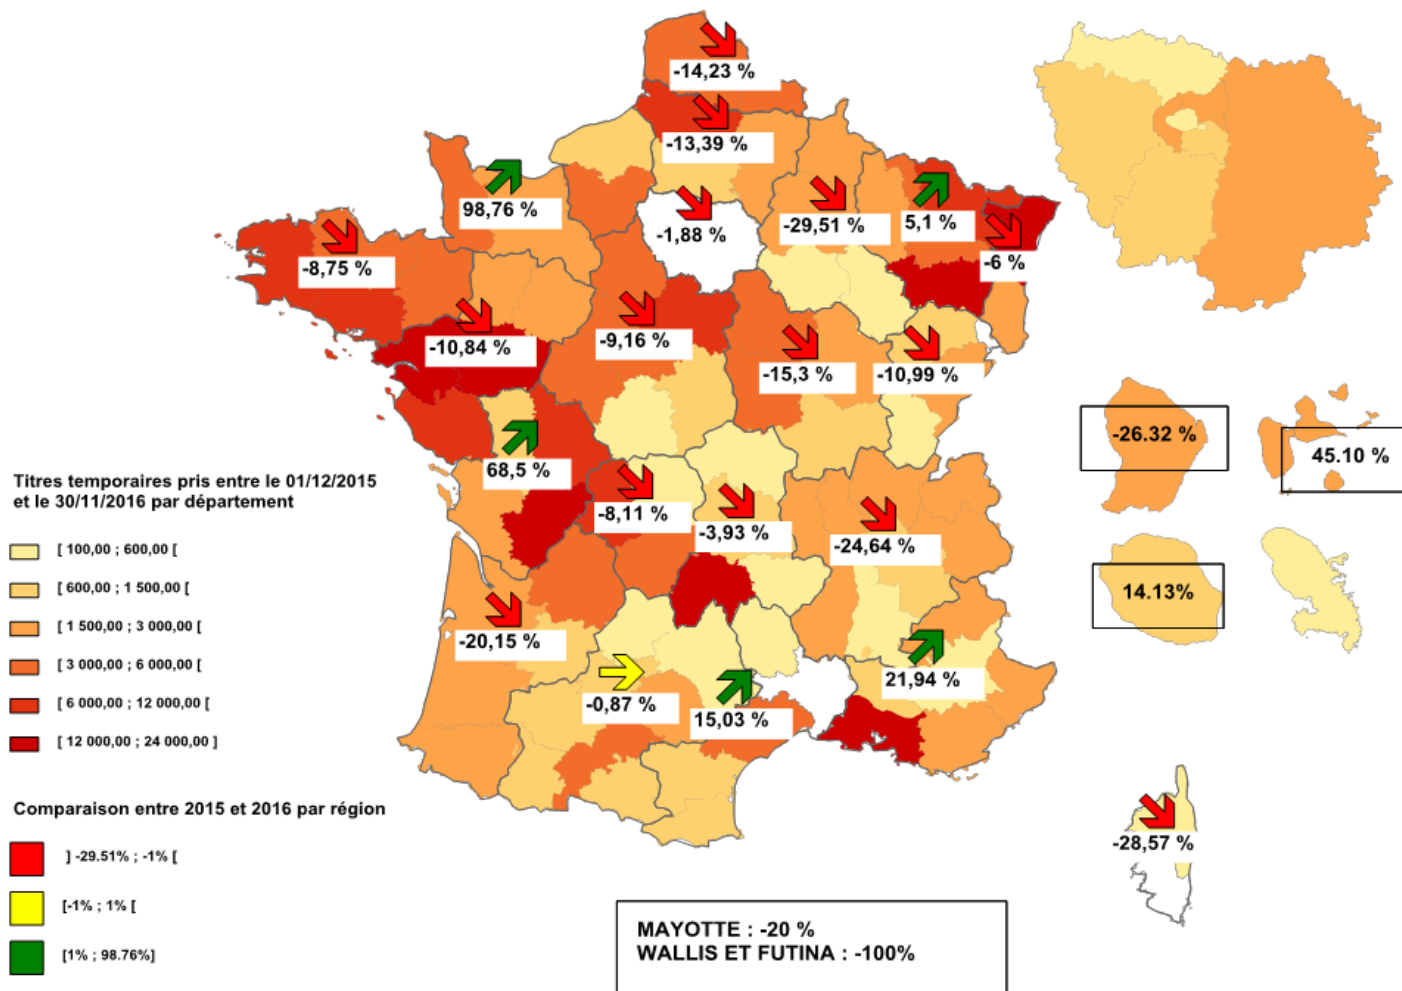 -14,23 %
-13,39 %
98,76 %
-1,88 %
-29,51 %
5,1 %
-6 %
-8,75 %
-10,84 %
-9,16 %
-15,3 %
-10,99 %
-26.32 %
45.10 %
68,5 %
Titres temporaires pris entre le 01/12/2015
et le 30/11/2016 par département
-8,11 %
-3,93 %
-24,64 %
[ 100,00 ; 600,00 [
[ 600,00 ; 1 500,00 [
14.13%
[ 1 500,00 ; 3 000,00 [
-20,15 %
[ 3 000,00 ; 6 000,00 [
21,94 %
-0,87 %
15,03 %
[ 6 000,00 ; 12 000,00 [
[ 12 000,00 ; 24 000,00 ]
Comparaison entre 2015 et 2016 par région
-28,57 %
] -29.51% ; -1% [
[-1% ; 1% [
[1% ; 98.76%]
MAYOTTE : -20 %
WALLIS ET FUTINA : -100%